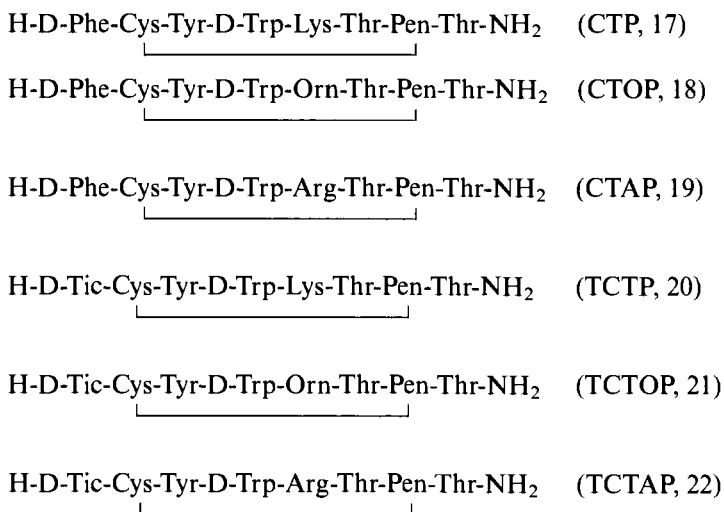 H-D-Phe-Cys-Tyr-D-Trp-Lys-Thr-Pen-Thr-NH₂ (CTP, 17)
H-D-Phe-Cys-Tyr-D-Trp-Orn-Thr-Pen-Thr-NH₂ (CTOP, 18)
H-D-Phe-Cys-Tyr-D-Trp-Arg-Thr-Pen-Thr-NH₂ (CTAP, 19)
H-D-Tic-Cys-Tyr-D-Trp-Lys-Thr-Pen-Thr-NH₂ (TCTP, 20)
H-D-Tic-Cys-Tyr-D-Trp-Orn-Thr-Pen-Thr-NH₂ (TCTOP, 21)
H-D-Tic-Cys-Tyr-D-Trp-Arg-Thr-Pen-Thr-NH₂ (TCTAP, 22)